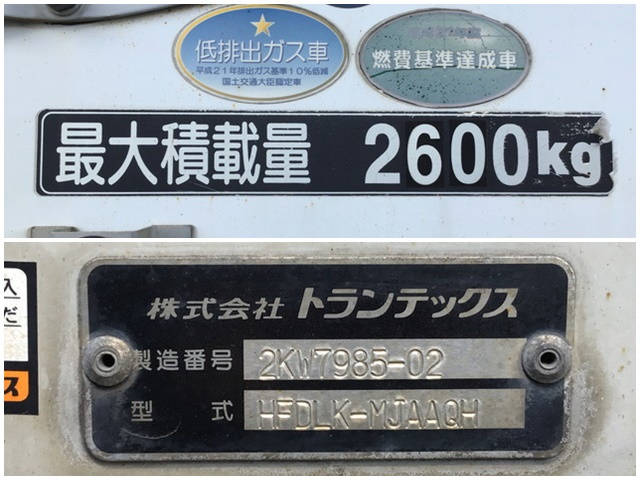 低排出ガス車
平成21年排出ガス基準10%低減
国土交通大臣認定車
燃費基準達成車
最大積載量 2600kg
株式会社 トランテックス
製造番号 2KW7985-02
型式 HFDLK-MJAAQH
入
だ
ス